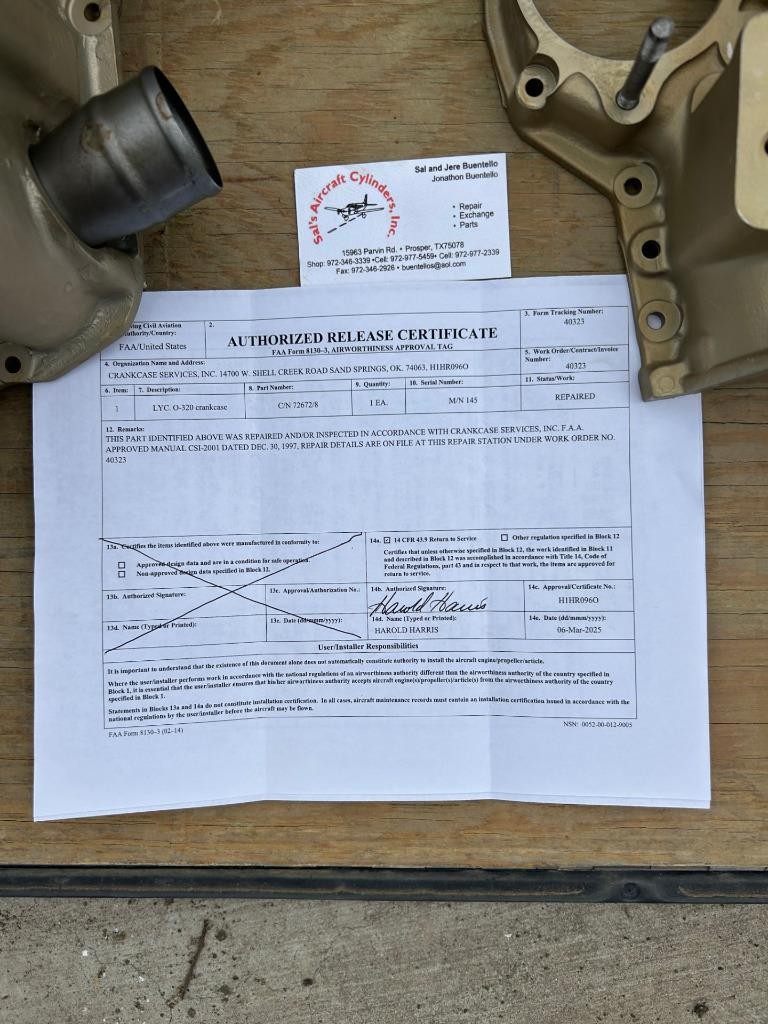 Sal's Aircraft Cylinders, Inc.
Sal and Jere Buentello
Jonathon Buentello
• Repair
• Exchange
• Parts
15963 Parvin Rd. • Prosper, TX75078
Shop: 972-346-3339 •Cell: 972-977-5459• Cell: 972-977-2339
Fax: 972-346-2926 • buentellos@aol.com
Civil Aviation
Authority/Country:
FAA/United States
2.
AUTHORIZED RELEASE CERTIFICATE
FAA Form 8130–3, AIRWORTHINESS APPROVAL TAG
3. Form Tracking Number:
40323
4. Organization Name and Address:
CRANKCASE SERVICES, INC. 14700 W. SHELL CREEK ROAD SAND SPRINGS, OK. 74063, H1HR096O
5. Work Order/Contract/Invoice
Number:
40323
6. Item: 7. Description: 8. Part Number: 9. Quantity: 10. Serial Number: 11. Status/Work:
1 LYC. O-320 crankcase C/N 72672/8 1 EA. M/N 145 REPAIRED
12. Remarks:
THIS PART IDENTIFIED ABOVE WAS REPAIRED AND/OR INSPECTED IN ACCORDANCE WITH CRANKCASE SERVICES, INC. F.A.A.
APPROVED MANUAL CSI-2001 DATED DEC. 30, 1997, REPAIR DETAILS ARE ON FILE AT THIS REPAIR STATION UNDER WORK ORDER NO.
40323
13a. Certifies the items identified above were manufactured in conformity to:
Approved design data and are in a condition for safe operation.
Non-approved design data specified in Block 12.
13b. Authorized Signature:
13c. Approval/Authorization No.:
13d. Name (Typed or Printed):
13e. Date (dd/mmm/yyyy):
14a. ☑ 14 CFR 43.9 Return to Service ☐ Other regulation specified in Block 12
Certifies that unless otherwise specified in Block 12, the work identified in Block 11
and described in Block 12 was accomplished in accordance with Title 14, Code of
Federal Regulations, part 43 and in respect to that work, the items are approved for
return to service.
14b. Authorized Signature:
Harold Harris
14c. Approval/Certificate No.:
H1HR096O
14d. Name (Typed or Printed):
HAROLD HARRIS
14e. Date (dd/mmm/yyyy):
06-Mar-2025
User/Installer Responsibilities
It is important to understand that the existence of this document alone does not automatically constitute authority to install the aircraft engine/propeller/article.
Where the user/installer performs work in accordance with the national regulations of an airworthiness authority different than the airworthiness authority of the country specified in
Block 1, it is essential that the user/installer ensures that his/her airworthiness authority accepts aircraft engine(s)/propeller(s)/article(s) from the airworthiness authority of the country
specified in Block 1.
Statements in Blocks 13a and 14a do not constitute installation certification. In all cases, aircraft maintenance records must contain an installation certification issued in accordance with the
national regulations by the user/installer before the aircraft may be flown.
FAA Form 8130–3 (02-14)
NSN: 0052-00-012-9005